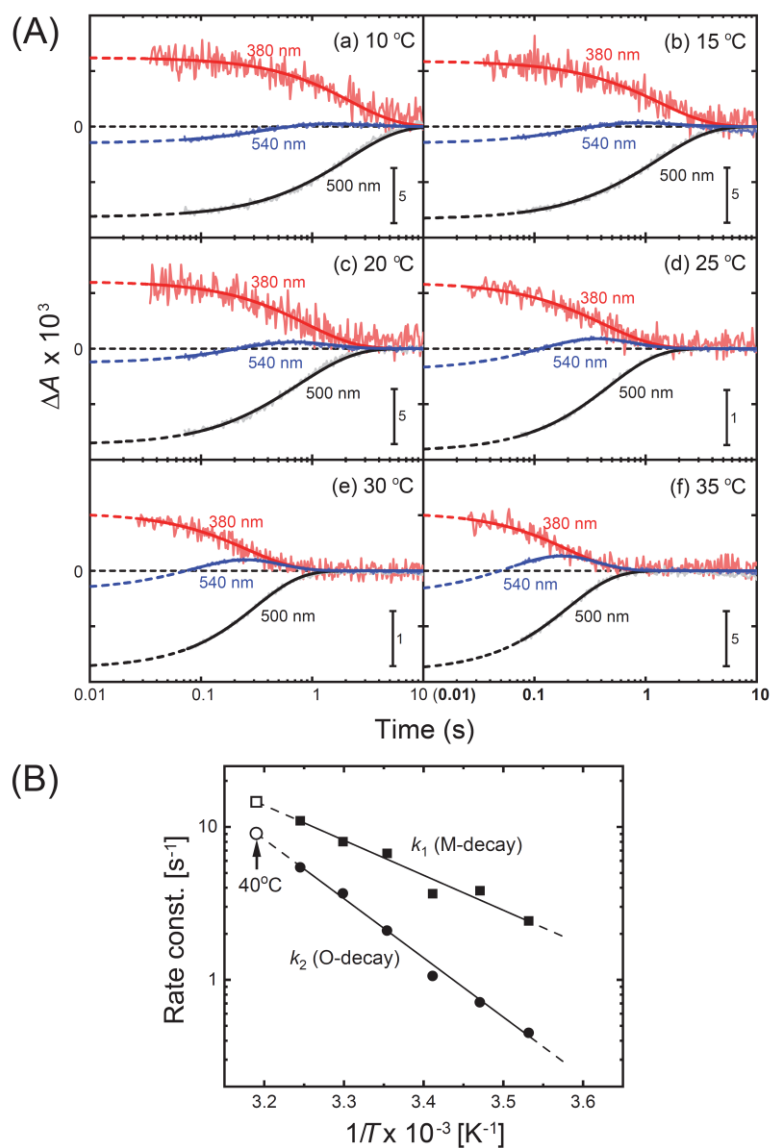 (A)
(a) 10 °C
380 nm
0
540 nm
500 nm
5
(b) 15 °C
380 nm
540 nm
500 nm
5
(c) 20 °C
380 nm
0
540 nm
500 nm
5
(d) 25 °C
380 nm
540 nm
500 nm
1
(e) 30 °C
380 nm
0
540 nm
500 nm
1
(f) 35 °C
380 nm
540 nm
500 nm
5
ΔA x 10³
0.01 0.1 1 10 (0.01) 0.1 1 10
Time (s)
(B)
10
1
k₁ (M-decay)
40°C
k₂ (O-decay)
Rate const. [s⁻¹]
3.2 3.3 3.4 3.5 3.6
1/T x 10⁻³ [K⁻¹]